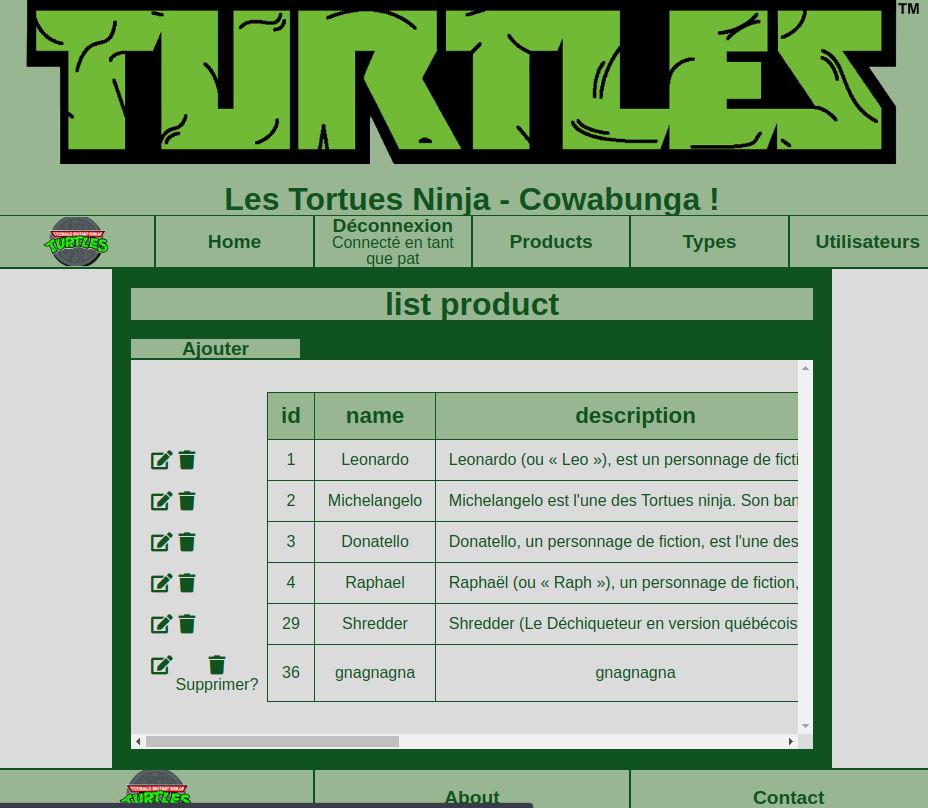 TURTLES TM
Les Tortues Ninja - Cowabunga !
TEENAGE MUTANT NINJA
TURTLES
Home
Déconnexion
Connecté en tant
que pat
Products
Types
Utilisateurs
list product
Ajouter
id name description
1 Leonardo Leonardo (ou « Leo »), est un personnage de ficti
2 Michelangelo Michelangelo est l'une des Tortues ninja. Son ban
3 Donatello Donatello, un personnage de fiction, est l'une des
4 Raphael Raphaël (ou « Raph »), un personnage de fiction,
29 Shredder Shredder (Le Déchiqueteur en version québécois
36 gnagnagna gnagnagna
Supprimer?
TEENAGE MUTANT NINJA
TURTLES
About
Contact